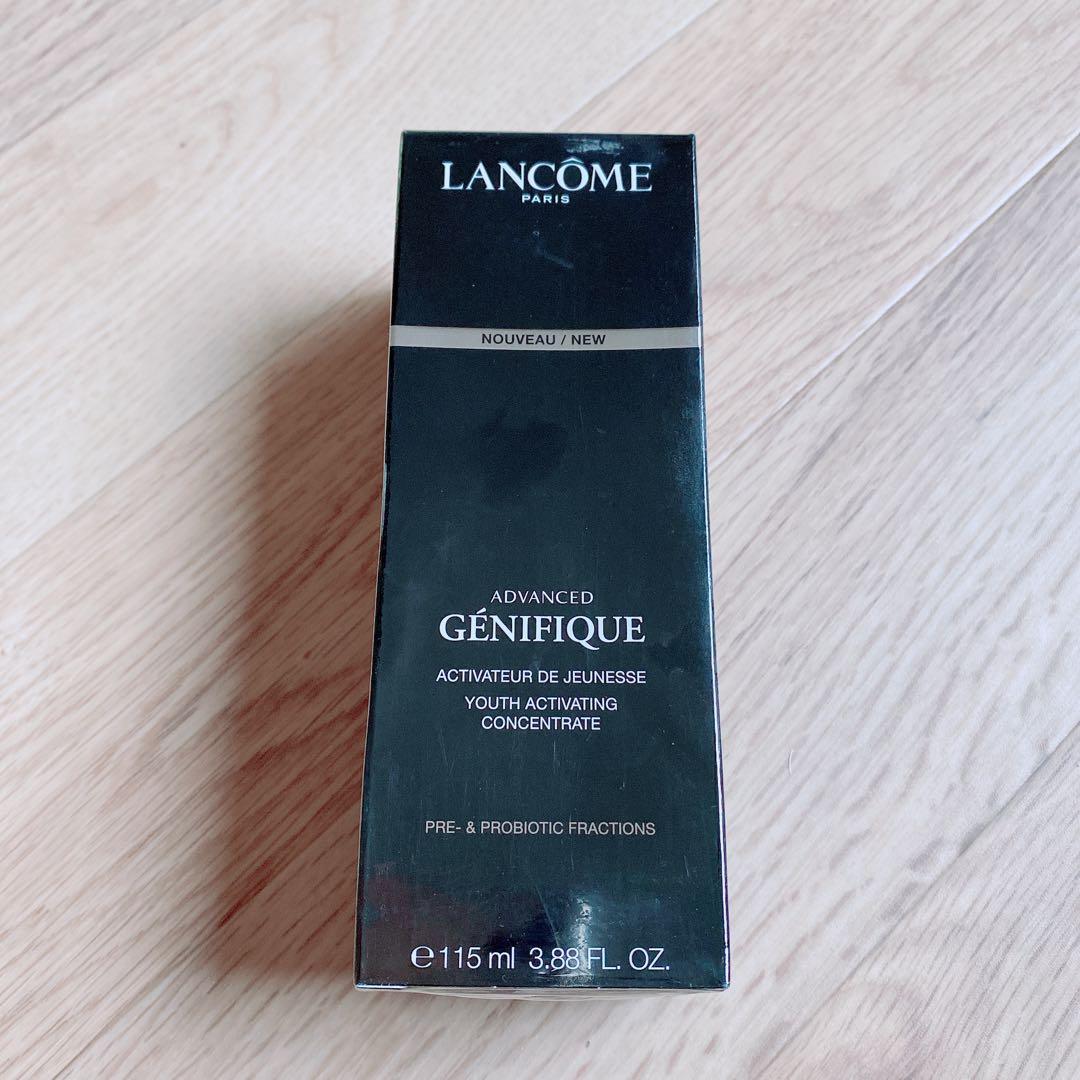 LANCÔME
PARIS
NOUVEAU / NEW
ADVANCED
GÉNIFIQUE
ACTIVATEUR DE JEUNESSE
YOUTH ACTIVATING
CONCENTRATE
PRE- & PROBIOTIC FRACTIONS
℮ 115 ml 3.88 FL. OZ.